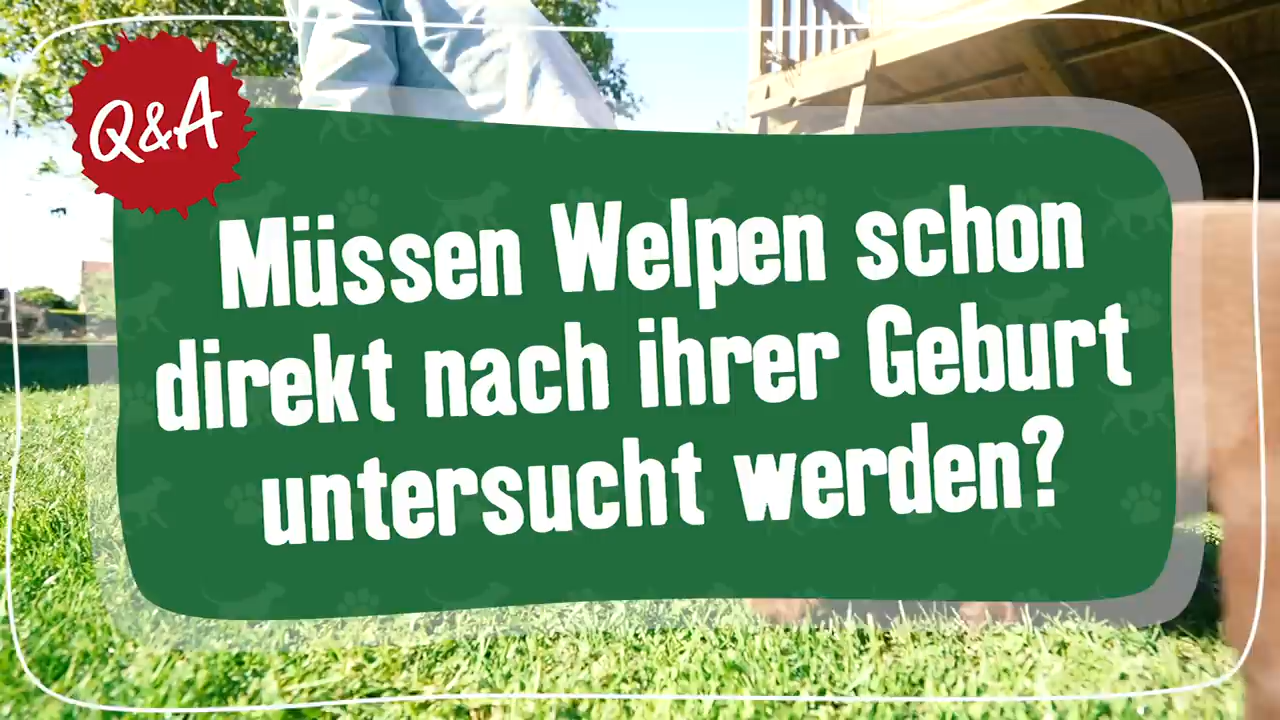 Q&A
Müssen Welpen schon
direkt nach ihrer Geburt
untersucht werden?